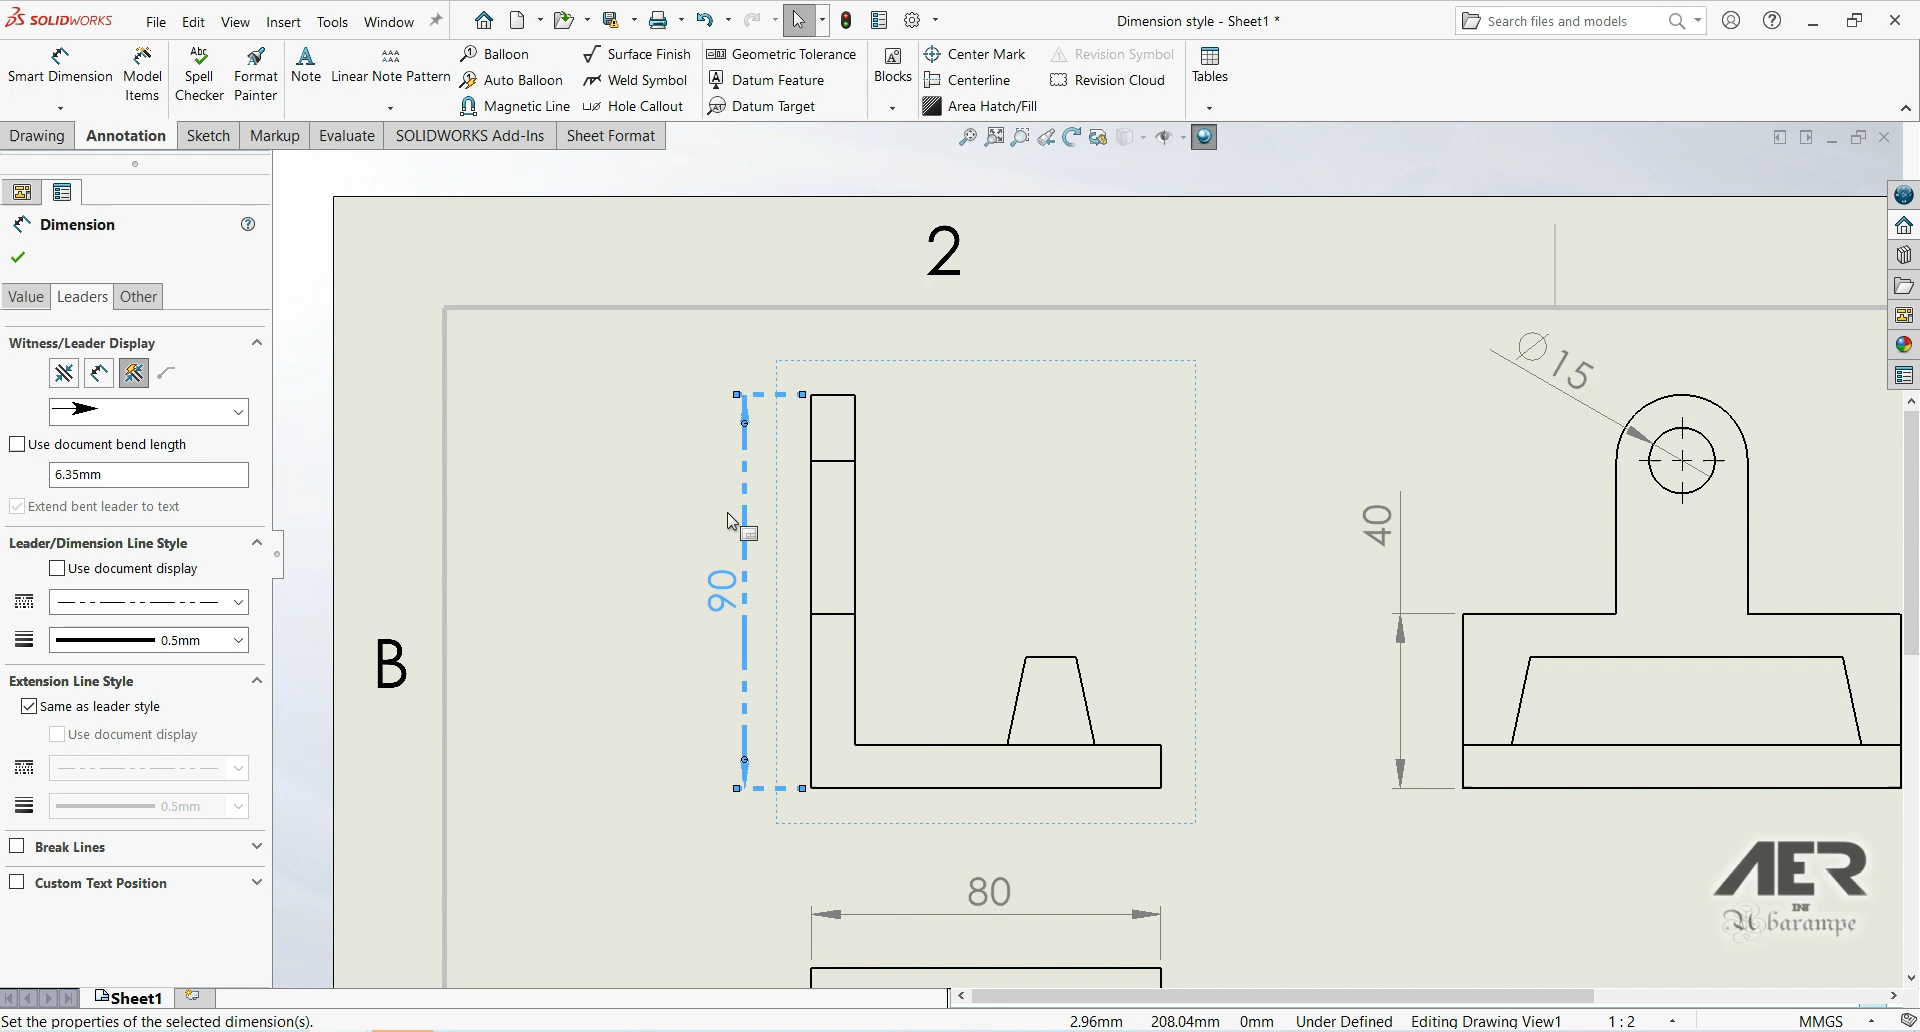 SOLIDWORKS File Edit View Insert Tools Window
Dimension style - Sheet1 *
Search files and models
Smart Dimension
Model Items
Spell Checker
Format Painter
Note
Linear Note Pattern
Balloon
Auto Balloon
Magnetic Line
Surface Finish
Weld Symbol
Hole Callout
Geometric Tolerance
Datum Feature
Datum Target
Blocks
Center Mark
Centerline
Area Hatch/Fill
Revision Symbol
Revision Cloud
Tables
Drawing Annotation Sketch Markup Evaluate SOLIDWORKS Add-Ins Sheet Format
Dimension
Value Leaders Other
Witness/Leader Display
Use document bend length
6.35mm
Extend bent leader to text
Leader/Dimension Line Style
Use document display
0.5mm
Extension Line Style
Same as leader style
Use document display
0.5mm
Break Lines
Custom Text Position
2
B
90
∅15
40
80
AER
INT
Abarampe
Sheet1
Set the properties of the selected dimension(s).
2.96mm 208.04mm 0mm Under Defined Editing Drawing View1 1 : 2 MMGS